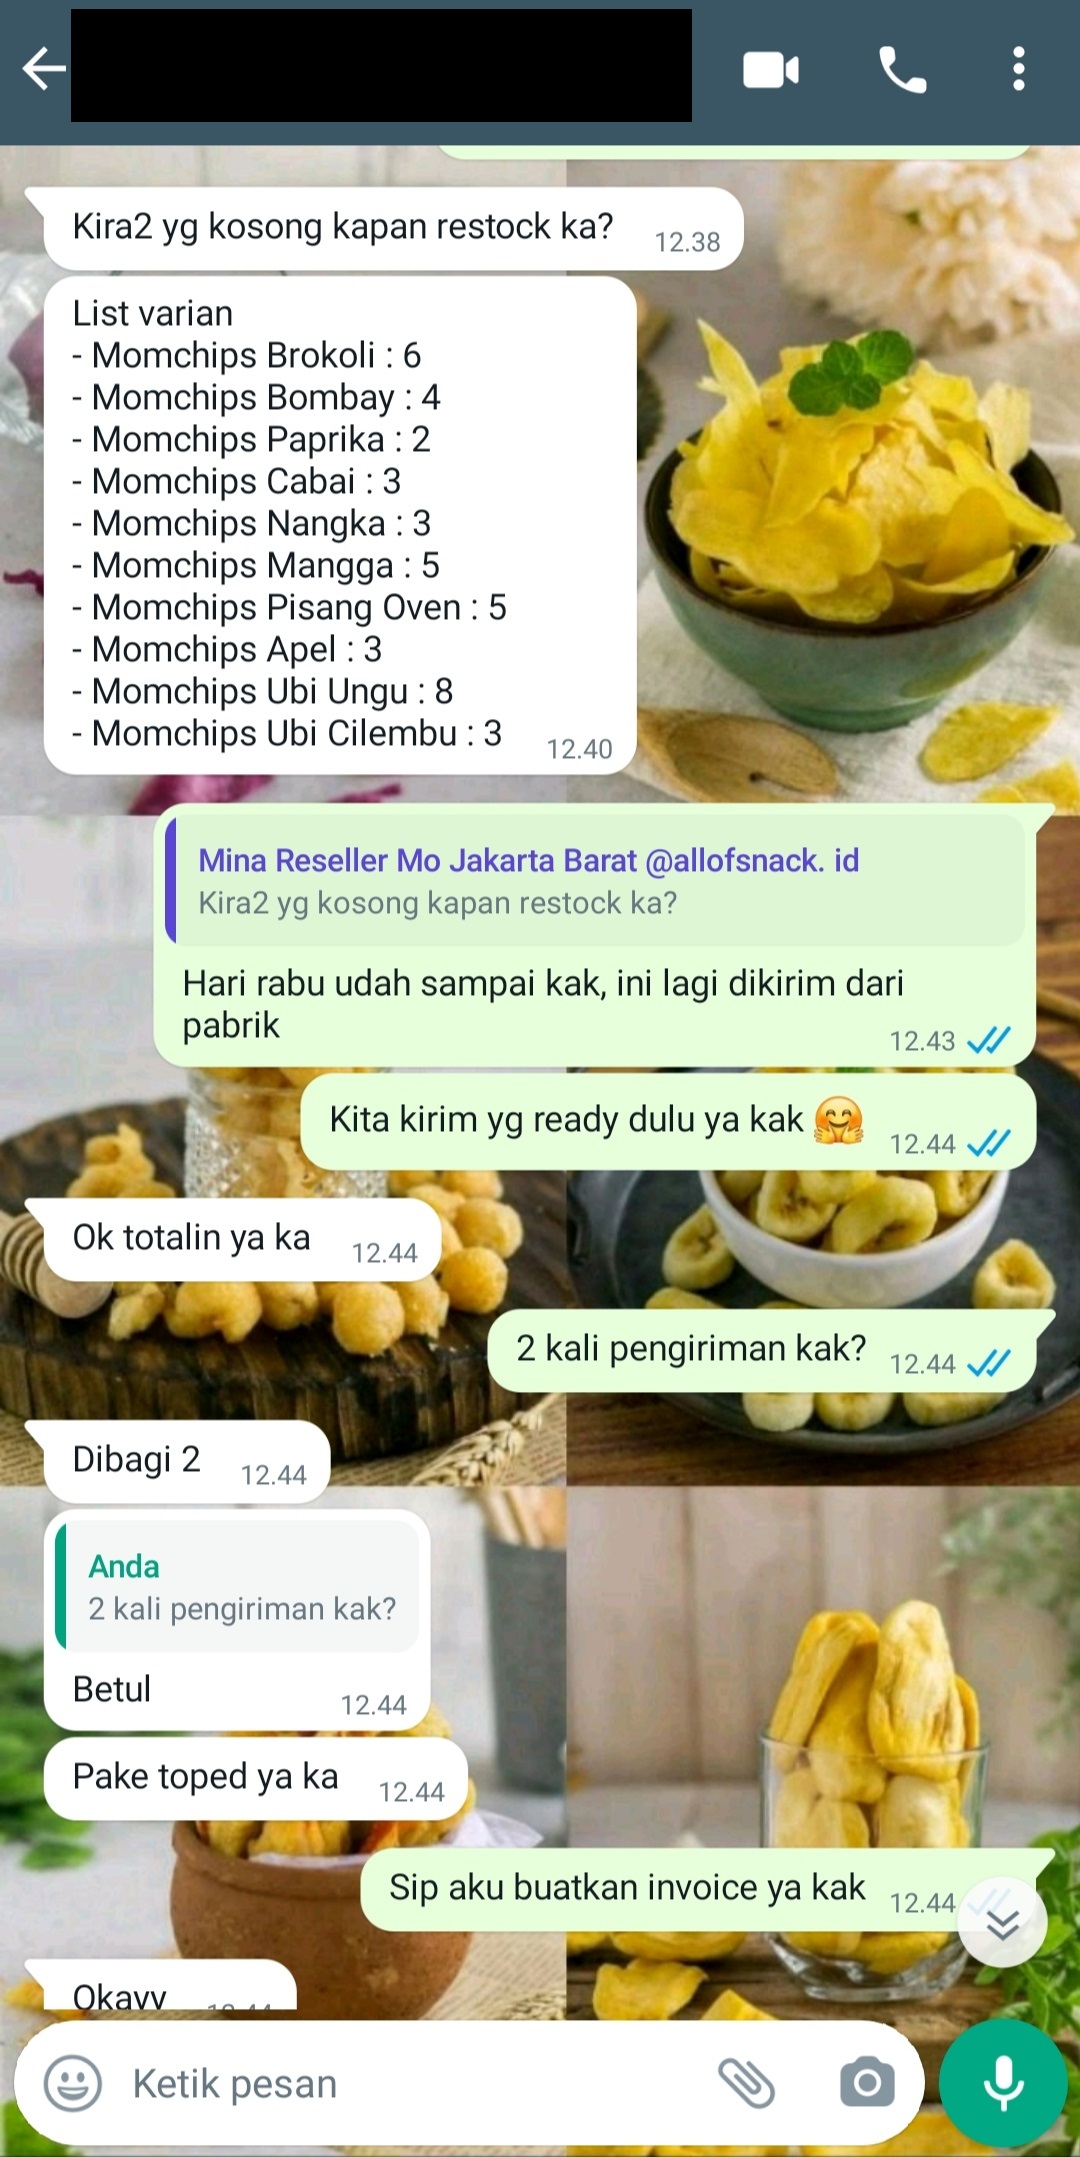 Kira2 yg kosong kapan restock ka?
12.38
List varian
- Momchips Brokoli : 6
- Momchips Bombay : 4
- Momchips Paprika : 2
- Momchips Cabai : 3
- Momchips Nangka : 3
- Momchips Mangga : 5
- Momchips Pisang Oven : 5
- Momchips Apel : 3
- Momchips Ubi Ungu : 8
- Momchips Ubi Cilembu : 3
12.40
Mina Reseller Mo Jakarta Barat @allofsnack. id
Kira2 yg kosong kapan restock ka?
Hari rabu udah sampai kak, ini lagi dikirim dari
pabrik
12.43
Kita kirim yg ready dulu ya kak 🤗
12.44
Ok totalin ya ka
12.44
2 kali pengiriman kak?
12.44
Dibagi 2
12.44
Anda
2 kali pengiriman kak?
Betul
12.44
Pake toped ya ka
12.44
Sip aku buatkan invoice ya kak
12.44
Okayy
12.44
Ketik pesan